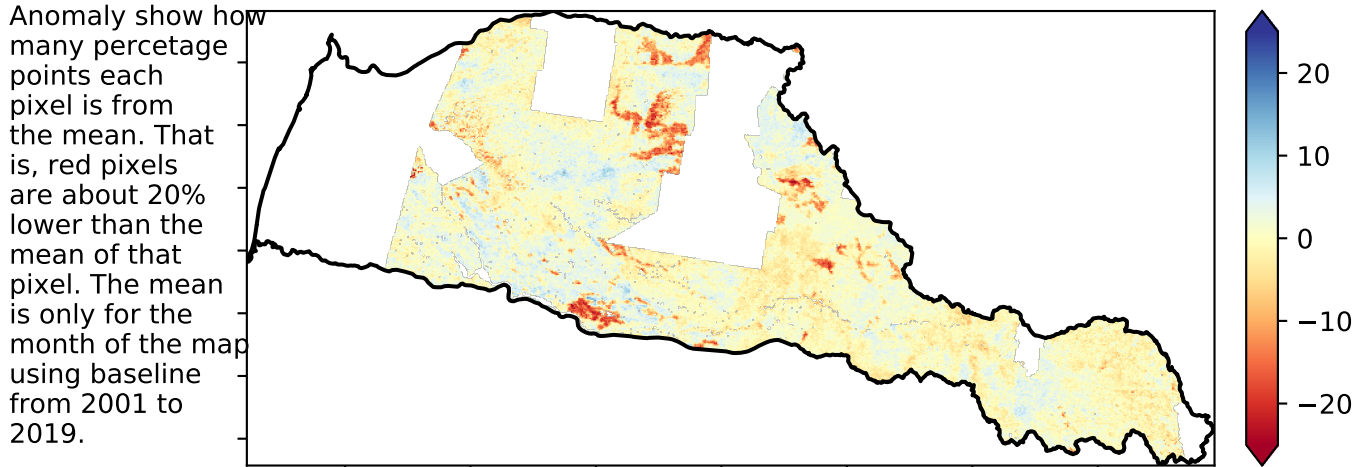 Anomaly show how
many percetage
points each
pixel is from
the mean. That
is, red pixels
are about 20%
lower than the
mean of that
pixel. The mean
is only for the
month of the map
using baseline
from 2001 to
2019.
20
10
0
−10
−20